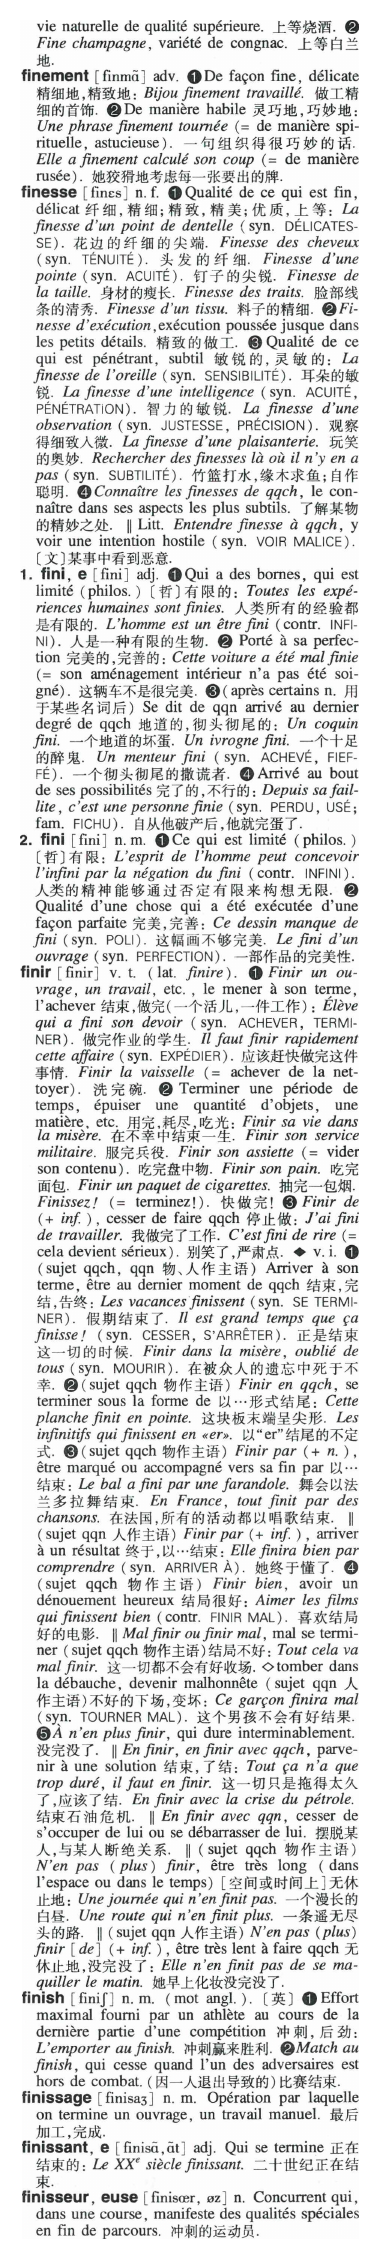 vie naturelle de qualité supérieure. 上等烧酒. ❷
Fine champagne, variété de congnac. 上等白兰
地.
finement [finmɑ̃] adv. ❶De façon fine, délicate
精细地,精致地: Bijou finement travaillé. 做工精
细的首饰. ❷De manière habile 灵巧地,巧妙地:
Une phrase finement tournée (= de manière spi-
rituelle, astucieuse). 一句组织得很巧妙的话.
Elle a finement calculé son coup (= de manière
rusée). 她狡猾地考虑每一张要出的牌.
finesse [finɛs] n. f. ❶Qualité de ce qui est fin,
délicat 纤细,精细;精致,精美;优质,上等: La
finesse d'un point de dentelle (syn. DÉLICATES-
SE). 花边的纤细的尖端. Finesse des cheveux
(syn. TÉNUITÉ). 头发的纤细. Finesse d'une
pointe (syn. ACUITÉ). 钉子的尖锐. Finesse de
la taille. 身材的瘦长. Finesse des traits. 脸部线
条的清秀. Finesse d'un tissu. 料子的精细. ❷Fi-
nesse d'exécution,exécution poussée jusque dans
les petits détails. 精致的做工. ❸Qualité de ce
qui est pénétrant, subtil 敏锐的,灵敏的: La
finesse de l'oreille (syn. SENSIBILITÉ). 耳朵的敏
锐. La finesse d'une intelligence (syn. ACUITÉ,
PÉNÉTRATION). 智力的敏锐. La finesse d'une
observation (syn. JUSTESSE, PRÉCISION). 观察
得细致入微. La finesse d'une plaisanterie. 玩笑
的奥妙. Rechercher des finesses là où il n'y en a
pas (syn. SUBTILITÉ). 竹篮打水,缘木求鱼;自作
聪明. ❹Connaître les finesses de qqch, le con-
naître dans ses aspects les plus subtils. 了解某物
的精妙之处. ‖ Litt. Entendre finesse à qqch, y
voir une intention hostile (syn. VOIR MALICE).
〔文〕某事中看到恶意.
1. fini, e [fini] adj. ❶Qui a des bornes, qui est
limité (philos.)〔哲〕有限的: Toutes les expé-
riences humaines sont finies. 人类所有的经验都
是有限的. L'homme est un être fini (contr. INFI-
NI). 人是一种有限的生物. ❷ Porté à sa perfec-
tion 完美的,完善的: Cette voiture a été mal finie
(= son aménagement intérieur n'a pas été soi-
gné). 这辆车不是很完美. ❸(après certains n. 用
于某些名词后) Se dit de qqn arrivé au dernier
degré de qqch 地道的,彻头彻尾的: Un coquin
fini. 一个地道的坏蛋. Un ivrogne fini. 一个十足
的醉鬼. Un menteur fini (syn. ACHEVÉ, FIEF-
FÉ). 一个彻头彻尾的撒谎者. ❹Arrivé au bout
de ses possibilités 完了的,不行的: Depuis sa fail-
lite, c'est une personne finie (syn. PERDU, USÉ;
fam. FICHU). 自从他破产后,他就完蛋了.
2. fini [fini] n. m. ❶Ce qui est limité (philos.)
〔哲〕有限: L'esprit de l'homme peut concevoir
l'infini par la négation du fini (contr. INFINI).
人类的精神能够通过否定有限来构想无限. ❷
Qualité d'une chose qui a été exécutée d'une
façon parfaite 完美,完善: Ce dessin manque de
fini (syn. POLI). 这幅画不够完美. Le fini d'un
ouvrage (syn. PERFECTION). 一部作品的完美性.
finir [finir] v. t. (lat. finire). ❶ Finir un ou-
vrage, un travail, etc., le mener à son terme,
l'achever 结束,做完(一个活儿,一件工作): Élève
qui a fini son devoir (syn. ACHEVER, TERMI-
NER). 做完作业的学生. Il faut finir rapidement
cette affaire (syn. EXPÉDIER). 应该赶快做完这件
事情. Finir la vaisselle (= achever de la net-
toyer). 洗完碗. ❷ Terminer une période de
temps, épuiser une quantité d'objets, une
matière, etc. 用完,耗尽,吃光: Finir sa vie dans
la misère. 在不幸中结束一生. Finir son service
militaire. 服完兵役. Finir son assiette (= vider
son contenu). 吃完盘中物. Finir son pain. 吃完
面包. Finir un paquet de cigarettes. 抽完一包烟.
Finissez! (= terminez!). 快做完! ❸ Finir de
(+ inf.), cesser de faire qqch 停止做: J'ai fini
de travailler. 我做完了工作. C'est fini de rire (=
cela devient sérieux). 别笑了,严肃点. ◆ v. i. ❶
(sujet qqch, qqn 物、人作主语) Arriver à son
terme, être au dernier moment de qqch 结束,完
结,告终: Les vacances finissent (syn. SE TERMI-
NER). 假期结束了. Il est grand temps que ça
finisse! (syn. CESSER, S'ARRÊTER). 正是结束
这一切的时候. Finir dans la misère, oublié de
tous (syn. MOURIR). 在被众人的遗忘中死于不
幸. ❷(sujet qqch 物作主语) Finir en qqch, se
terminer sous la forme de 以…形式结尾: Cette
planche finit en pointe. 这块板末端呈尖形. Les
infinitifs qui finissent en «er». 以“er”结尾的不定
式. ❸(sujet qqch 物作主语) Finir par (+ n.),
être marqué ou accompagné vers sa fin par 以…
结束: Le bal a fini par une farandole. 舞会以法
兰多拉舞结束. En France, tout finit par des
chansons. 在法国,所有的活动都以唱歌结束. ‖
(sujet qqn 人作主语) Finir par (+ inf.), arriver
à un résultat 终于,以…结束: Elle finira bien par
comprendre (syn. ARRIVER À). 她终于懂了. ❹
(sujet qqch 物作主语) Finir bien, avoir un
dénouement heureux 结局很好: Aimer les films
qui finissent bien (contr. FINIR MAL). 喜欢结局
好的电影. ‖ Mal finir ou finir mal, mal se termi-
ner (sujet qqch 物作主语)结局不好: Tout cela va
mal finir. 这一切都不会有好收场. ◇tomber dans
la débauche, devenir malhonnête (sujet qqn 人
作主语)不好的下场,变坏: Ce garçon finira mal
(syn. TOURNER MAL). 这个男孩不会有好结果.
❺À n'en plus finir, qui dure interminablement.
没完没了. ‖ En finir, en finir avec qqch, parve-
nir à une solution 结束,了结: Tout ça n'a que
trop duré, il faut en finir. 这一切只是拖得太久
了,应该了结. En finir avec la crise du pétrole.
结束石油危机. ‖ En finir avec qqn, cesser de
s'occuper de lui ou se débarrasser de lui. 摆脱某
人,与某人断绝关系. ‖ (sujet qqch 物作主语)
N'en pas (plus) finir, être très long (dans
l'espace ou dans le temps) [空间或时间上]无休
止地: Une journée qui n'en finit pas. 一个漫长的
白昼. Une route qui n'en finit plus. 一条遥无尽
头的路. ‖ (sujet qqn 人作主语) N'en pas (plus)
finir [de] (+ inf.), être très lent à faire qqch 无
休止地,没完没了: Elle n'en finit pas de se ma-
quiller le matin. 她早上化妆没完没了.
finish [finiʃ] n. m. (mot angl.).〔英〕❶Effort
maximal fourni par un athlète au cours de la
dernière partie d'une compétition 冲刺,后劲:
L'emporter au finish. 冲刺赢来胜利. ❷Match au
finish, qui cesse quand l'un des adversaires est
hors de combat. (因一人退出导致的)比赛结束.
finissage [finisaʒ] n. m. Opération par laquelle
on termine un ouvrage, un travail manuel. 最后
加工,完成.
finissant, e [finisɑ̃,ɑ̃t] adj. Qui se termine 正在
结束的: Le XXᵉ siècle finissant. 二十世纪正在结
束.
finisseur, euse [finisœr, øz] n. Concurrent qui,
dans une course, manifeste des qualités spéciales
en fin de parcours. 冲刺的运动员.